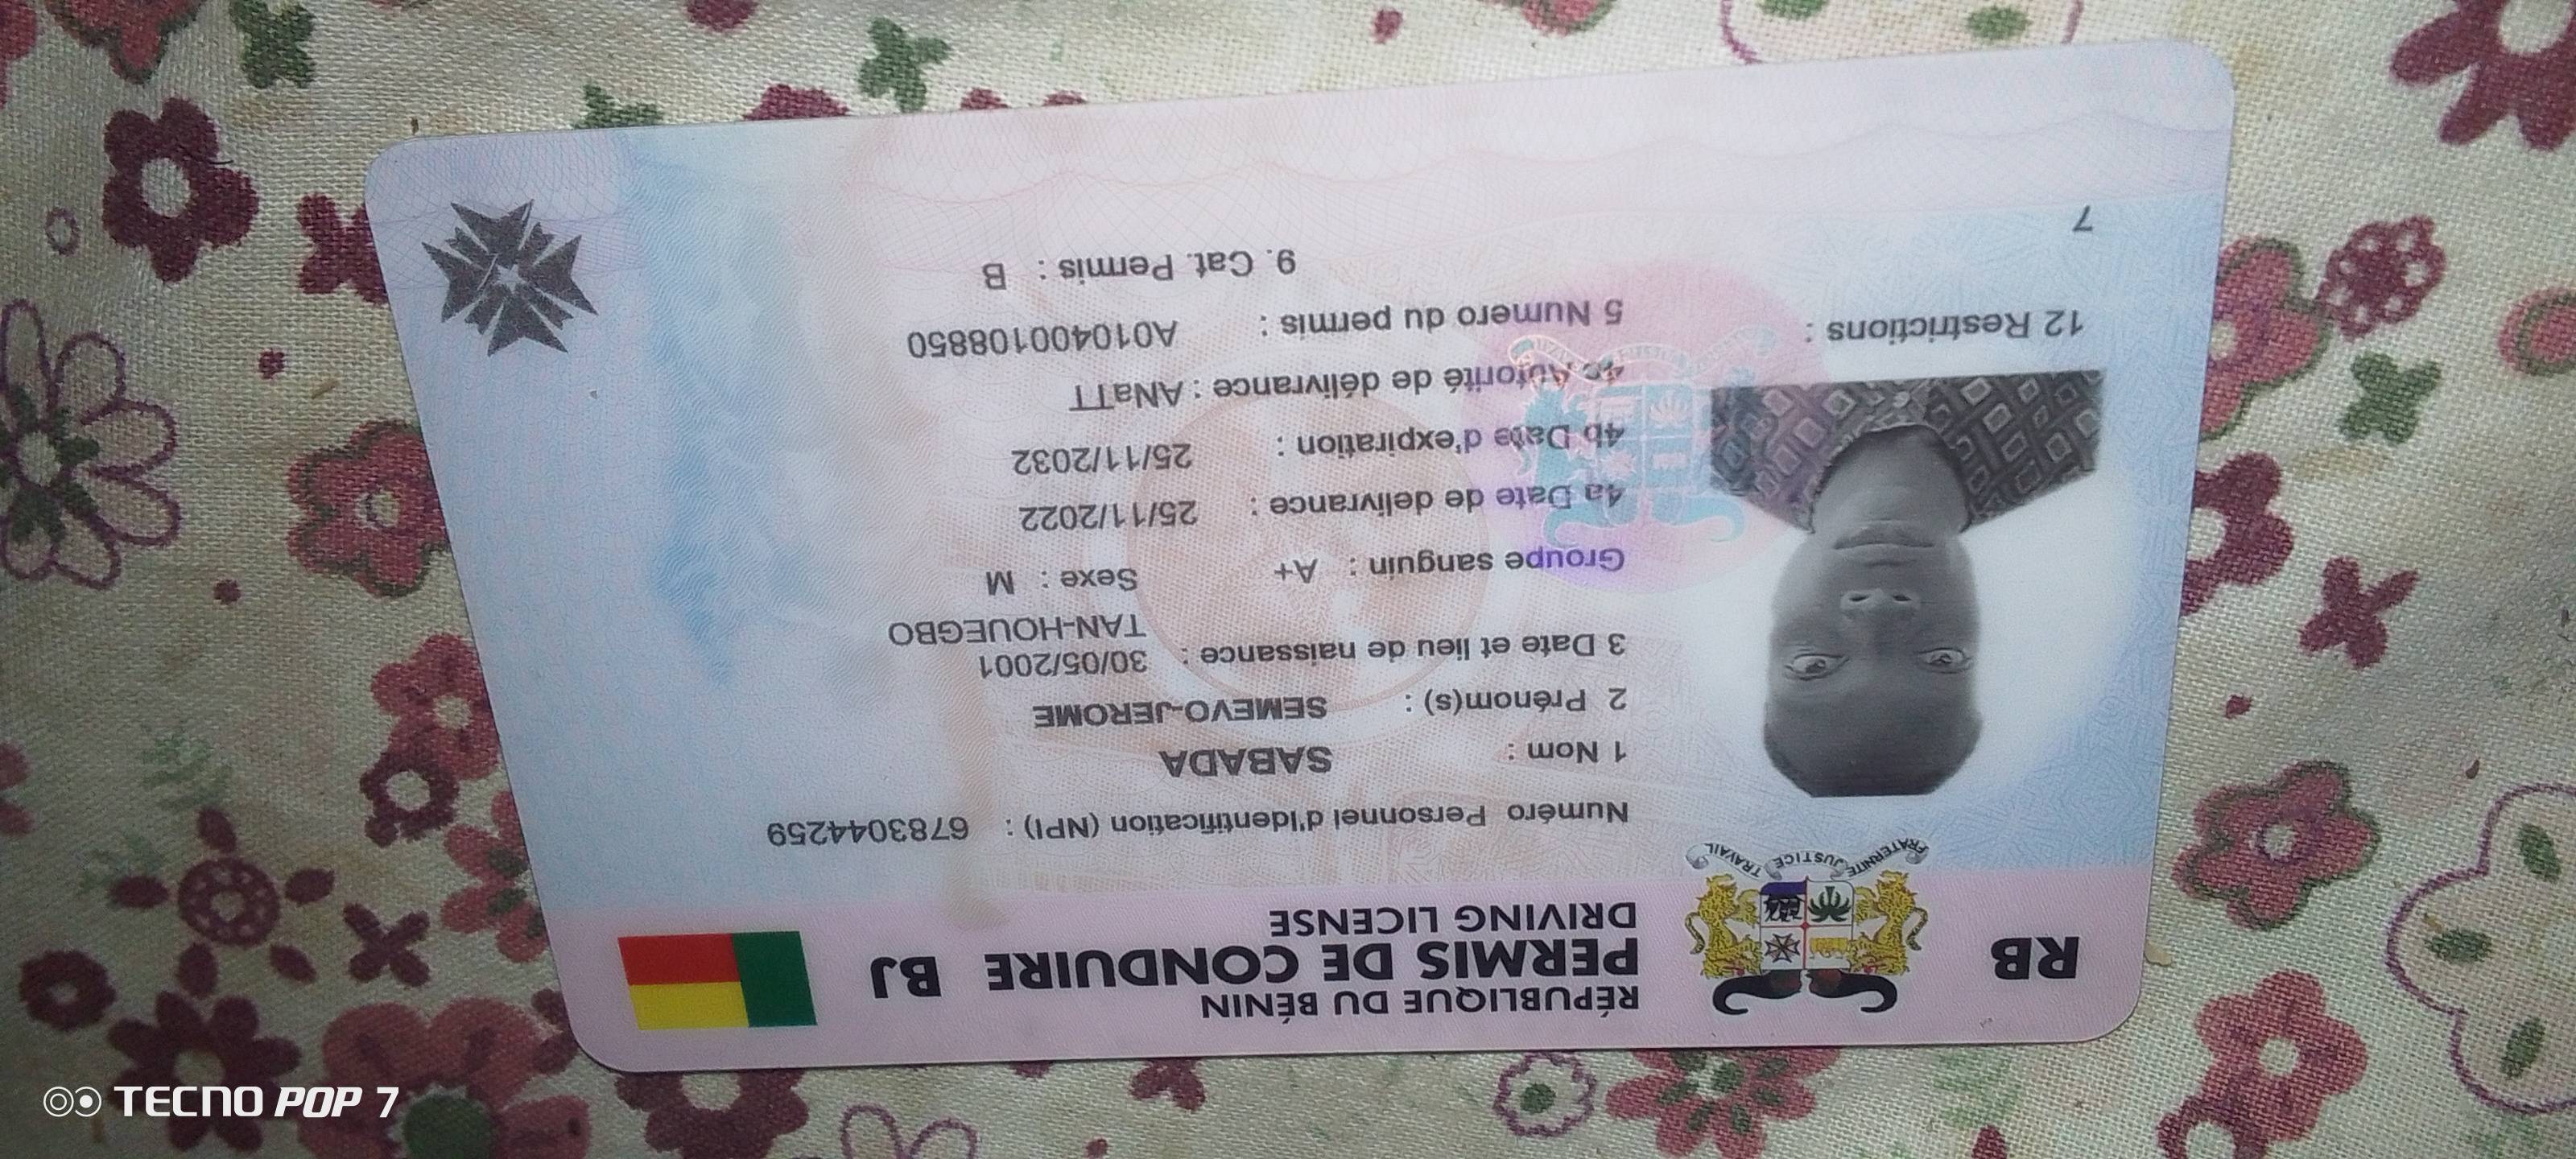 RB
RÉPUBLIQUE DU BÉNIN
PERMIS DE CONDUIRE BJ
DRIVING LICENSE
FRATERNITE JUSTICE TRAVAIL
Numéro Personnel d'Identification (NPI) : 6783044259
1 Nom : SABADA
2 Prénom(s) : SEMEVO-JEROME
3 Date et lieu de naissance : 30/05/2001
TAN-HOUEGBO
Groupe sanguin : A+ Sexe : M
4a Date de delivrance : 25/11/2022
4b Date d'expiration : 25/11/2032
4c Autorité de délivrance : ANaTT
5 Numero du permis : A010400108850
9. Cat. Permis : B
12 Restrictions :
7
TECNO POP 7